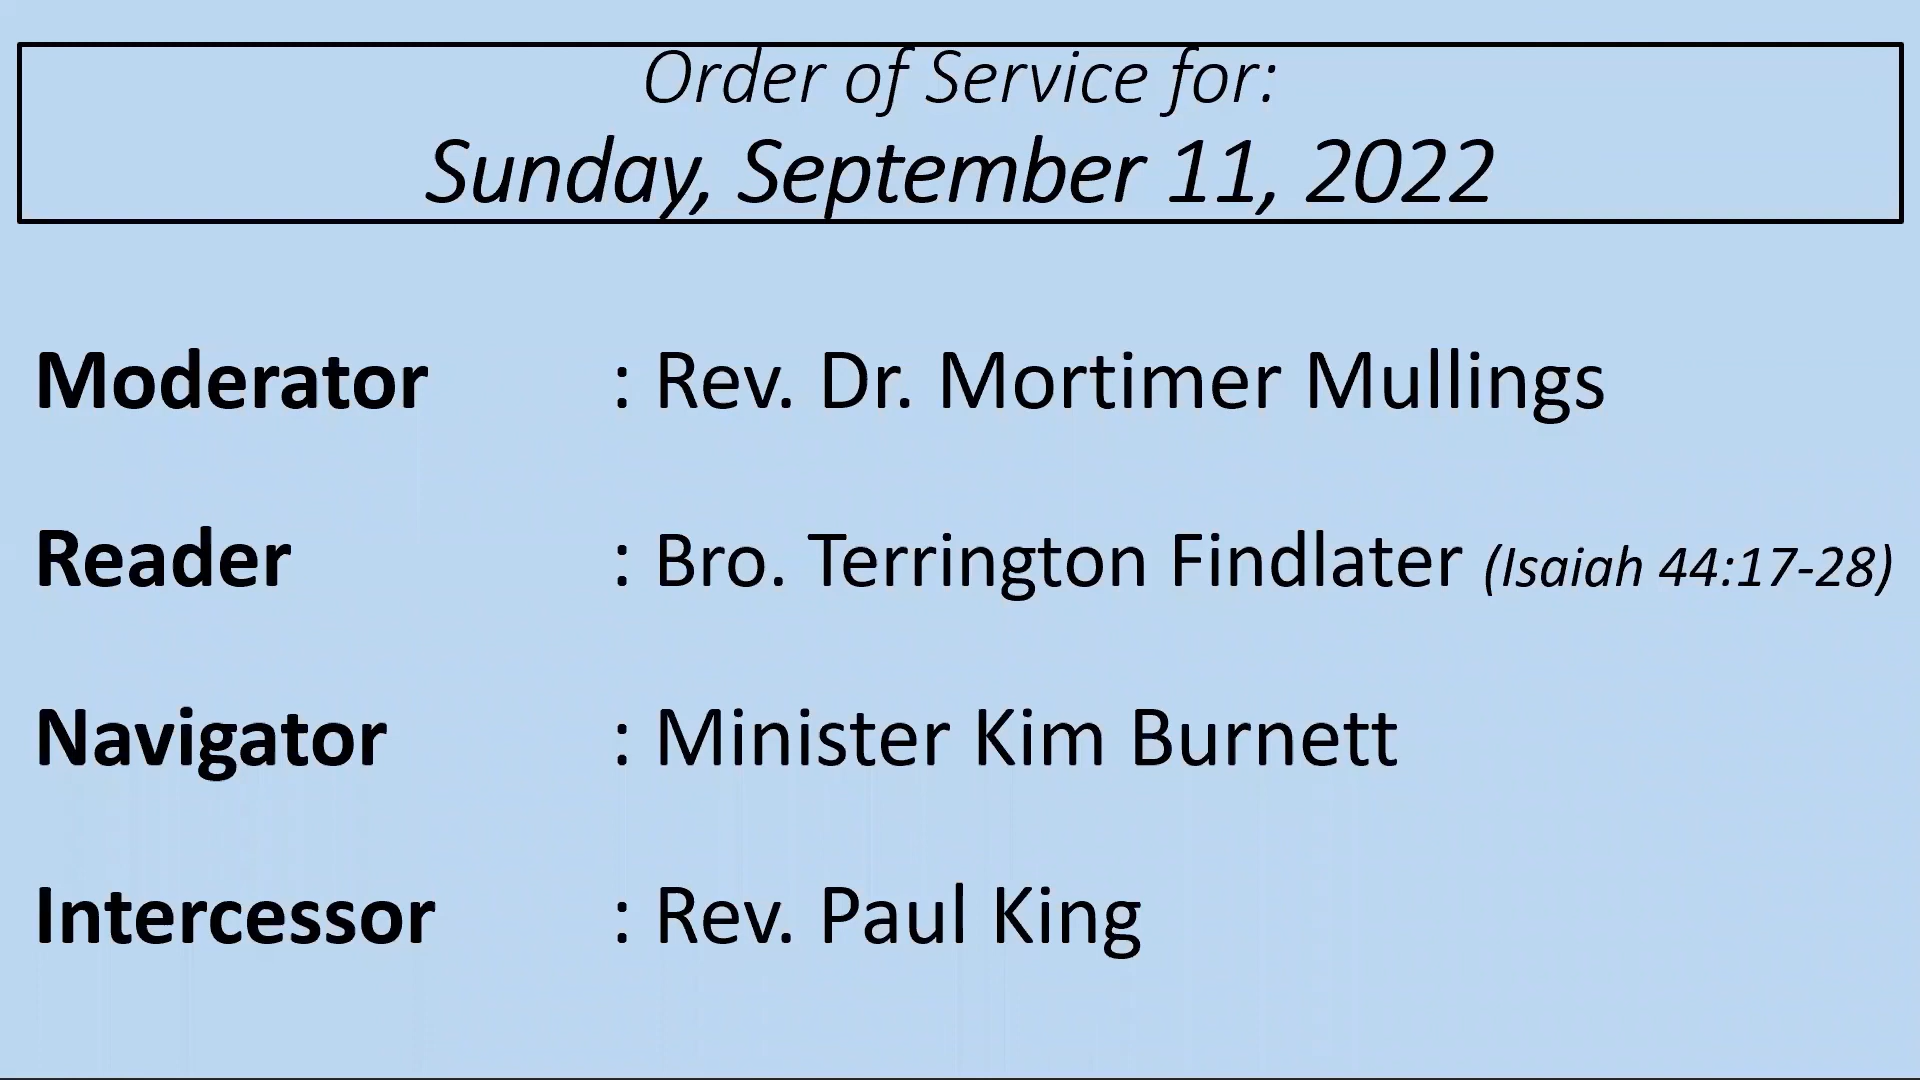 Order of Service for:
Sunday, September 11, 2022
Moderator : Rev. Dr. Mortimer Mullings
Reader : Bro. Terrington Findlater (Isaiah 44:17-28)
Navigator : Minister Kim Burnett
Intercessor : Rev. Paul King